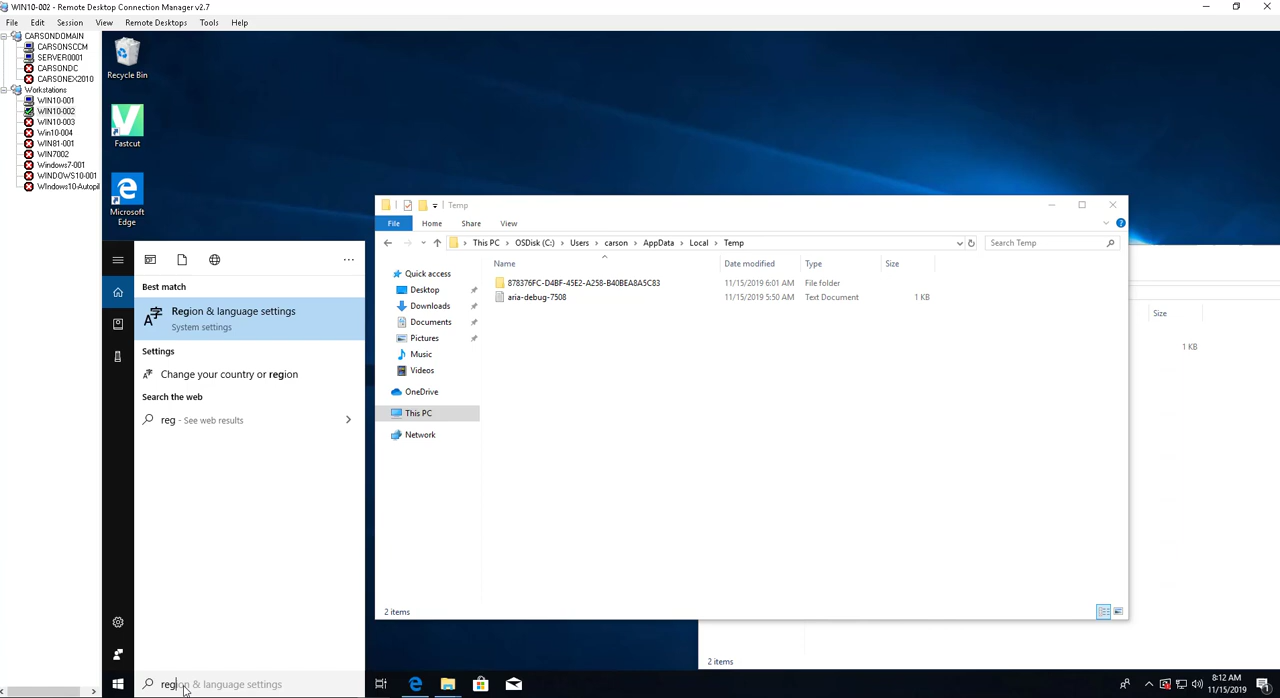 WIN10-002 - Remote Desktop Connection Manager v2.7
File Edit Session View Remote Desktops Tools Help
CARSONDOMAIN
CARSONSCCM
SERVER0001
CARSONDC
CARSONEX2010
Workstations
WIN10-001
WIN10-002
WIN10-003
Win10-004
WIN81-001
WIN7002
Windows7-001
WINDOWS10-001
WIndows10-Autopil
Recycle Bin
Fastcut
Microsoft
Edge
Best match
Region & language settings
System settings
Settings
Change your country or region
Search the web
reg - See web results
region & language settings
Temp
File Home Share View
This PC > OSDisk (C:) > Users > carson > AppData > Local > Temp
Search Temp
Name Date modified Type Size
878376FC-D4BF-45E2-A258-B40BEA8A5C83 11/15/2019 6:01 AM File folder
aria-debug-7508 11/15/2019 5:50 AM Text Document 1 KB
Quick access
Desktop
Downloads
Documents
Pictures
Music
Videos
OneDrive
This PC
Network
2 items
Size
1 KB
2 items
8:12 AM
11/15/2019
1